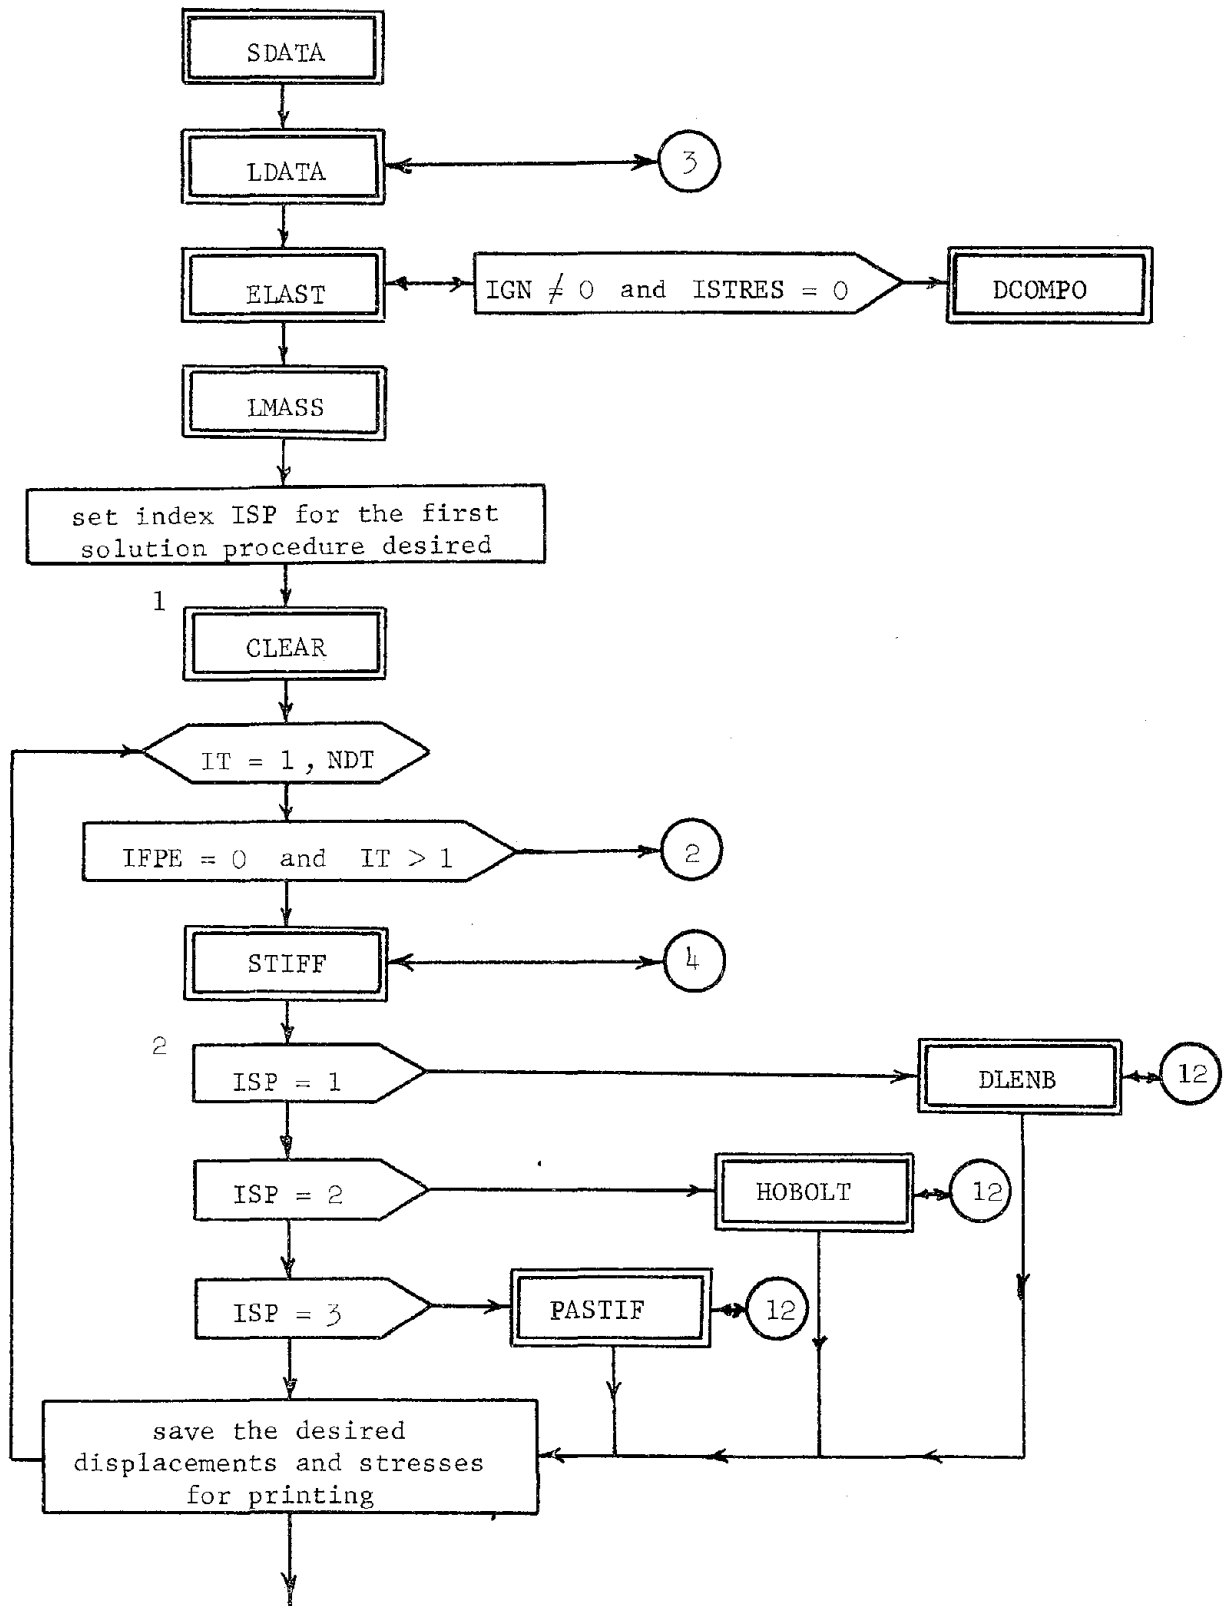 SDATA
LDATA
3
ELAST
IGN ≠ 0 and ISTRES = 0
DCOMPO
LMASS
set index ISP for the first
solution procedure desired
1
CLEAR
IT = 1 , NDT
IFPE = 0 and IT > 1
2
STIFF
4
2
ISP = 1
DLENB
12
ISP = 2
HOBOLT
12
ISP = 3
PASTIF
12
save the desired
displacements and stresses
for printing